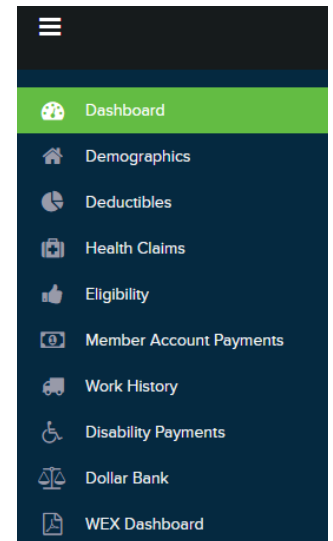 Dashboard
Demographics
Deductibles
Health Claims
Eligibility
Member Account Payments
Work History
Disability Payments
Dollar Bank
WEX Dashboard